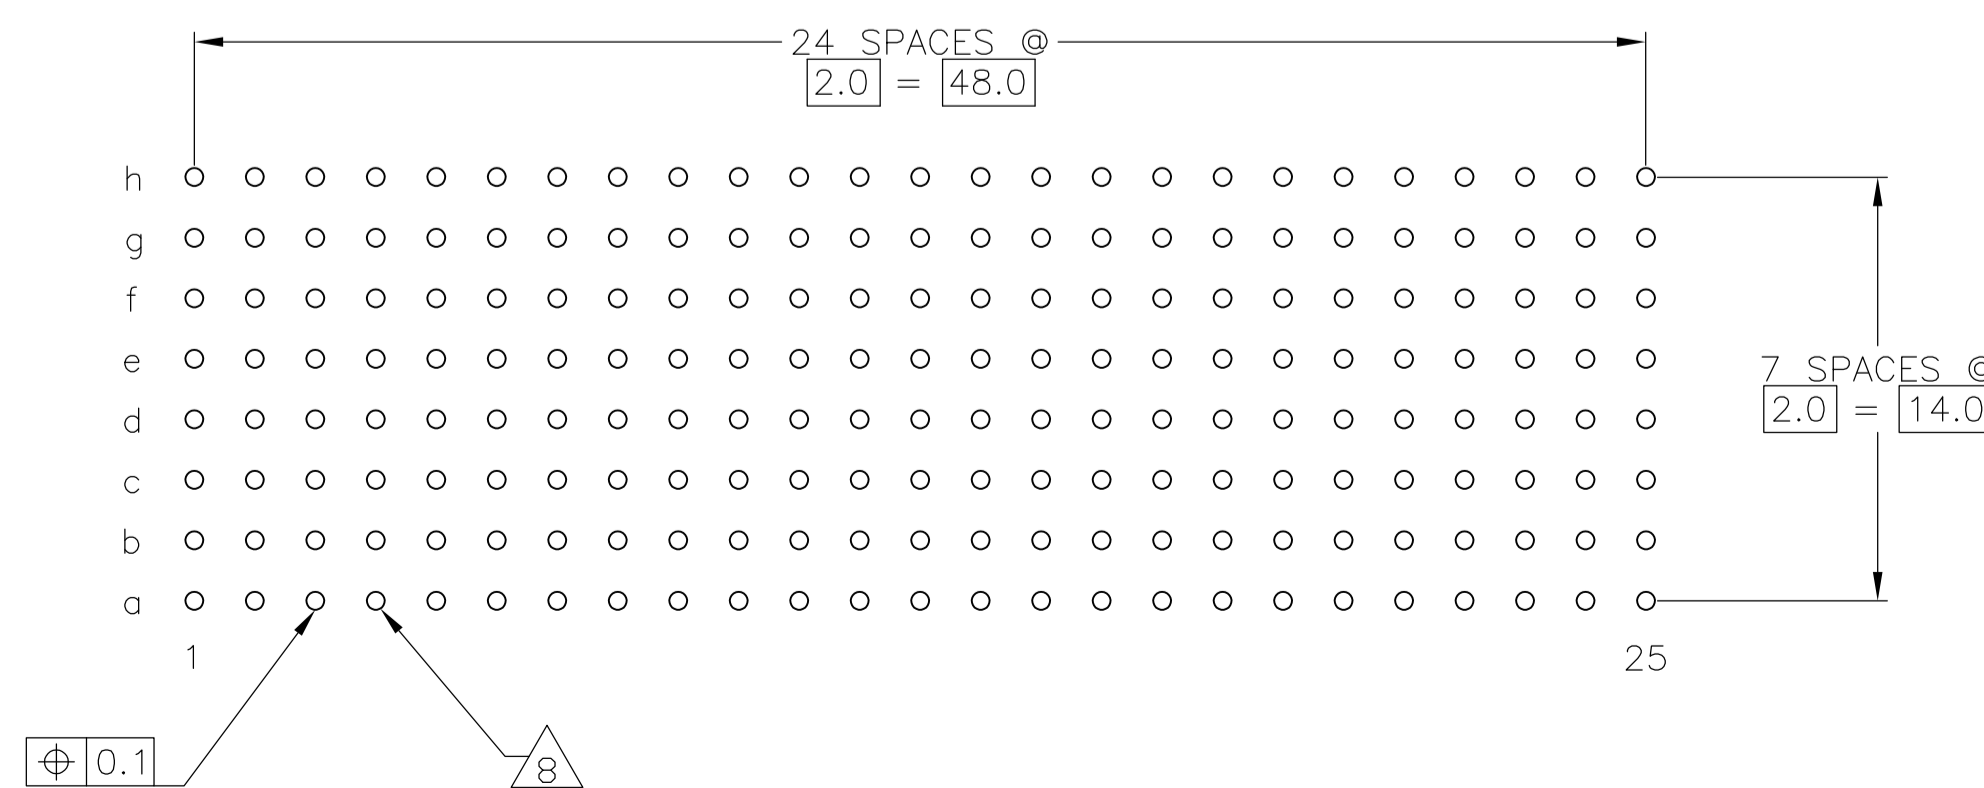 24 SPACES @
2.0 = 48.0
h
g
f
e
7 SPACES @
2.0 = 14.0
d
c
b
a
1
25
⌖ 0.1
8